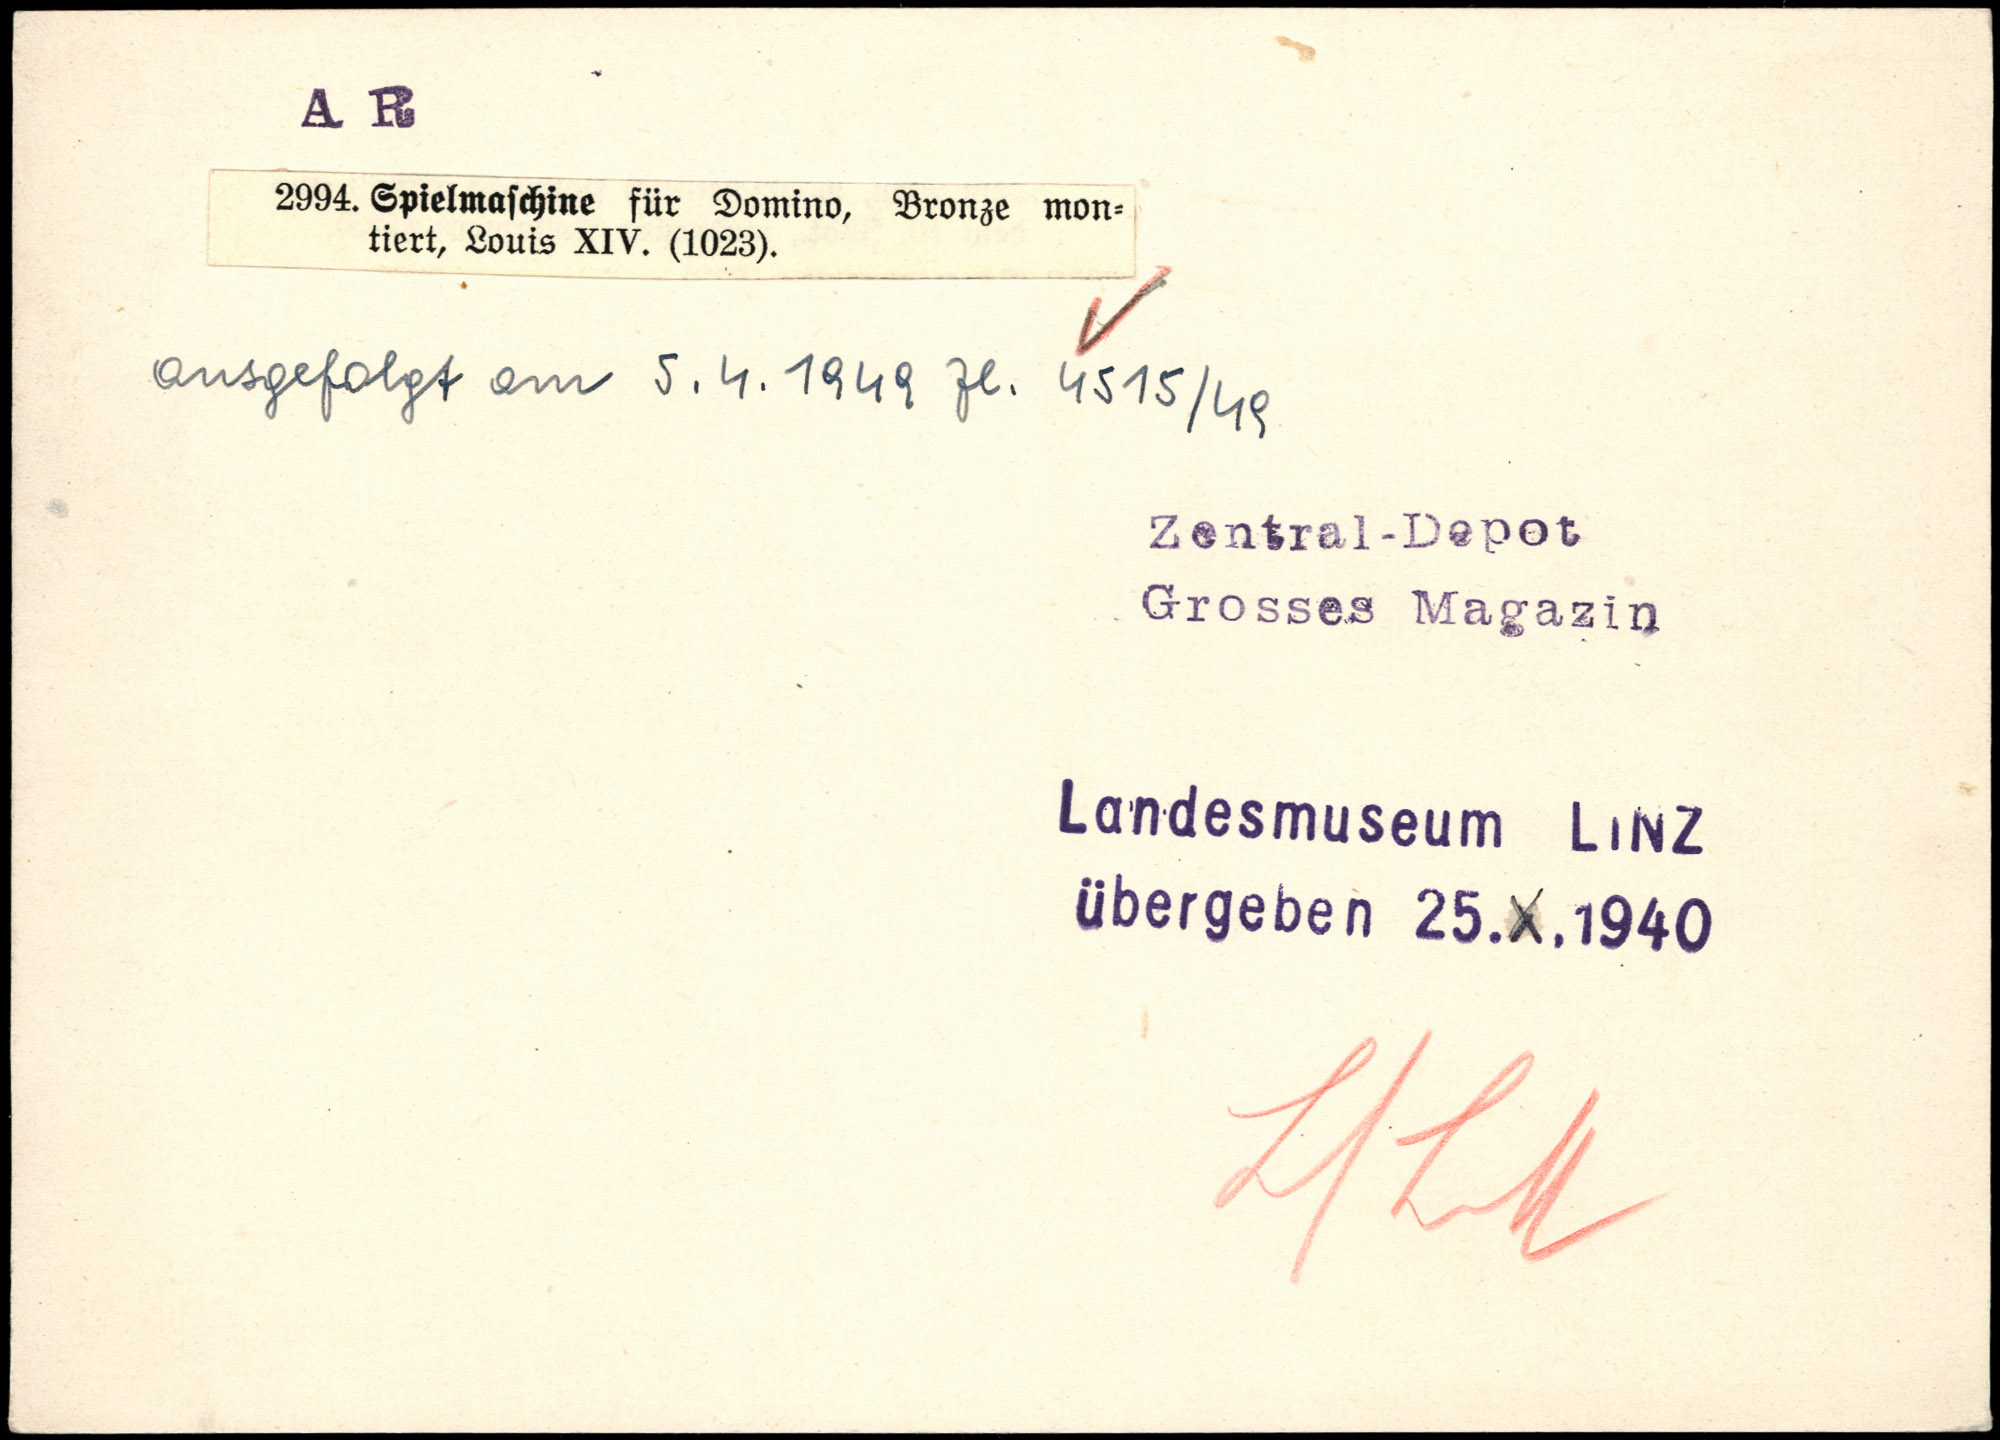 A R
2994. Spielmaſchine für Domino, Bronze mon-
tiert, Louis XIV. (1023).
ausgefolgt am 5.4.1949 Zl. 4515/49
Zentral-Depot
Grosses Magazin
Landesmuseum LINZ
übergeben 25.X.1940